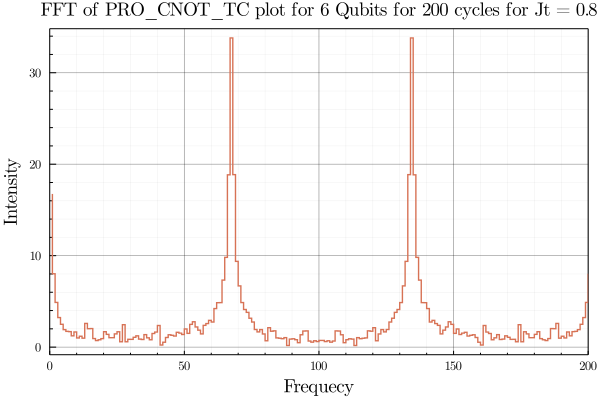 FFT of PRO_CNOT_TC plot for 6 Qubits for 200 cycles for Jt = 0.8
Intensity
30
20
10
0
0 50 100 150 200
Frequecy